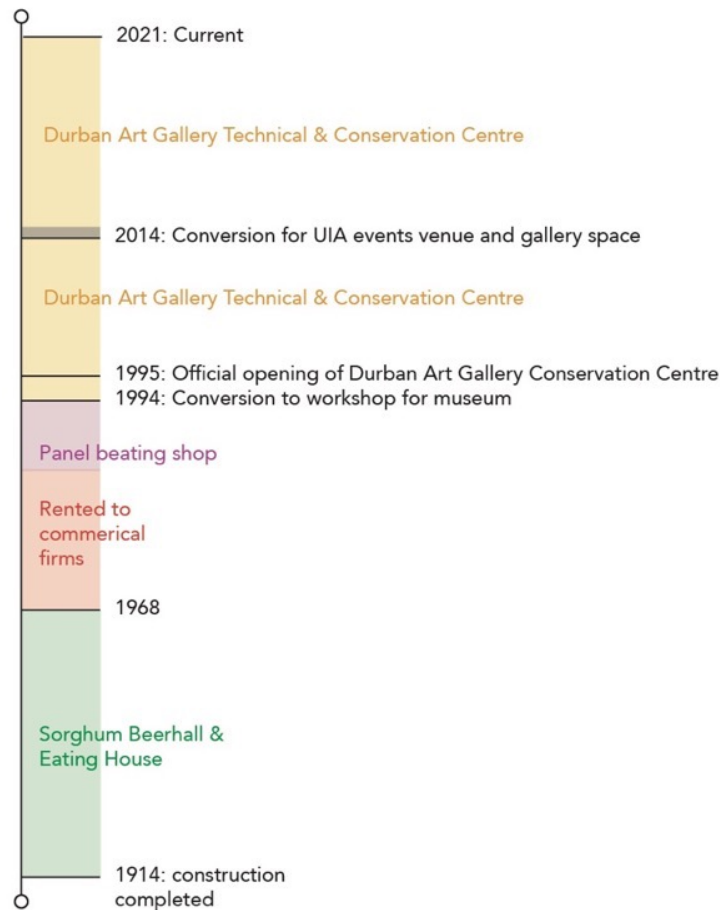 2021: Current
Durban Art Gallery Technical & Conservation Centre
2014: Conversion for UIA events venue and gallery space
Durban Art Gallery Technical & Conservation Centre
1995: Official opening of Durban Art Gallery Conservation Centre
1994: Conversion to workshop for museum
Panel beating shop
Rented to
commerical
firms
1968
Sorghum Beerhall &
Eating House
1914: construction
completed